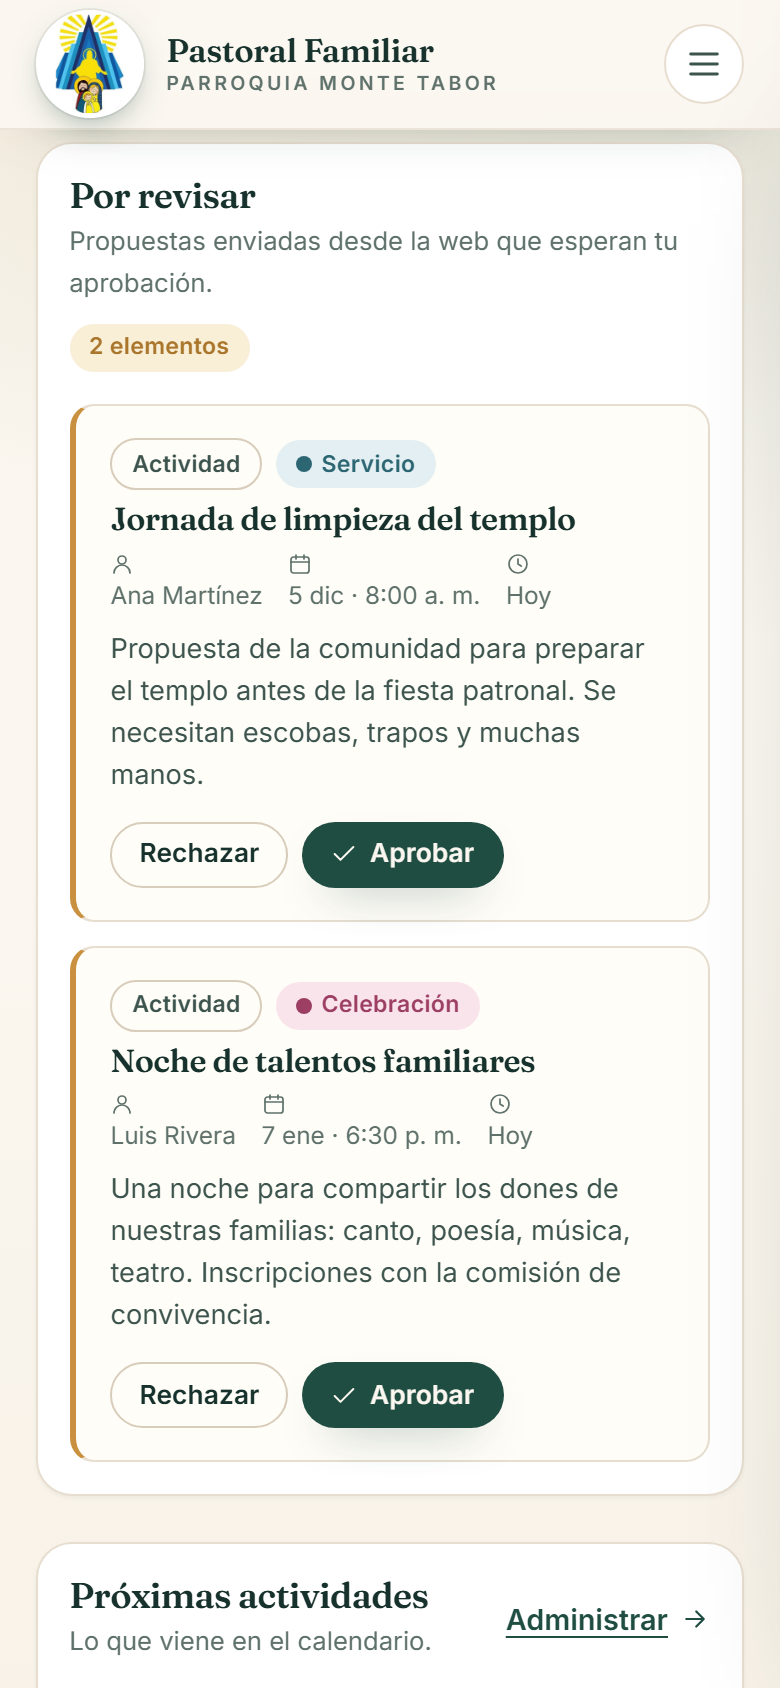 Pastoral Familiar
PARROQUIA MONTE TABOR
Por revisar
Propuestas enviadas desde la web que esperan tu
aprobación.
2 elementos
Actividad
Servicio
Jornada de limpieza del templo
Ana Martínez
5 dic · 8:00 a. m.
Hoy
Propuesta de la comunidad para preparar
el templo antes de la fiesta patronal. Se
necesitan escobas, trapos y muchas
manos.
Rechazar
Aprobar
Actividad
Celebración
Noche de talentos familiares
Luis Rivera
7 ene · 6:30 p. m.
Hoy
Una noche para compartir los dones de
nuestras familias: canto, poesía, música,
teatro. Inscripciones con la comisión de
convivencia.
Rechazar
Aprobar
Próximas actividades
Lo que viene en el calendario.
Administrar